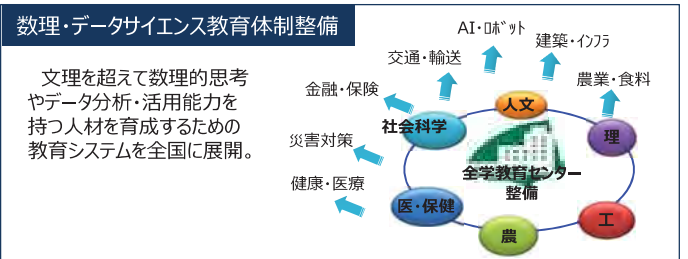 数理・データサイエンス教育体制整備
文理を超えて数理的思考
やデータ分析・活用能力を
持つ人材を育成するための
教育システムを全国に展開。
AI・ﾛﾎﾞｯﾄ
建築・ｲﾝﾌﾗ
交通・輸送
農業・食料
金融・保険
人文
社会科学
理
災害対策
全学教育センター
整備
健康・医療
医・保健
工
農